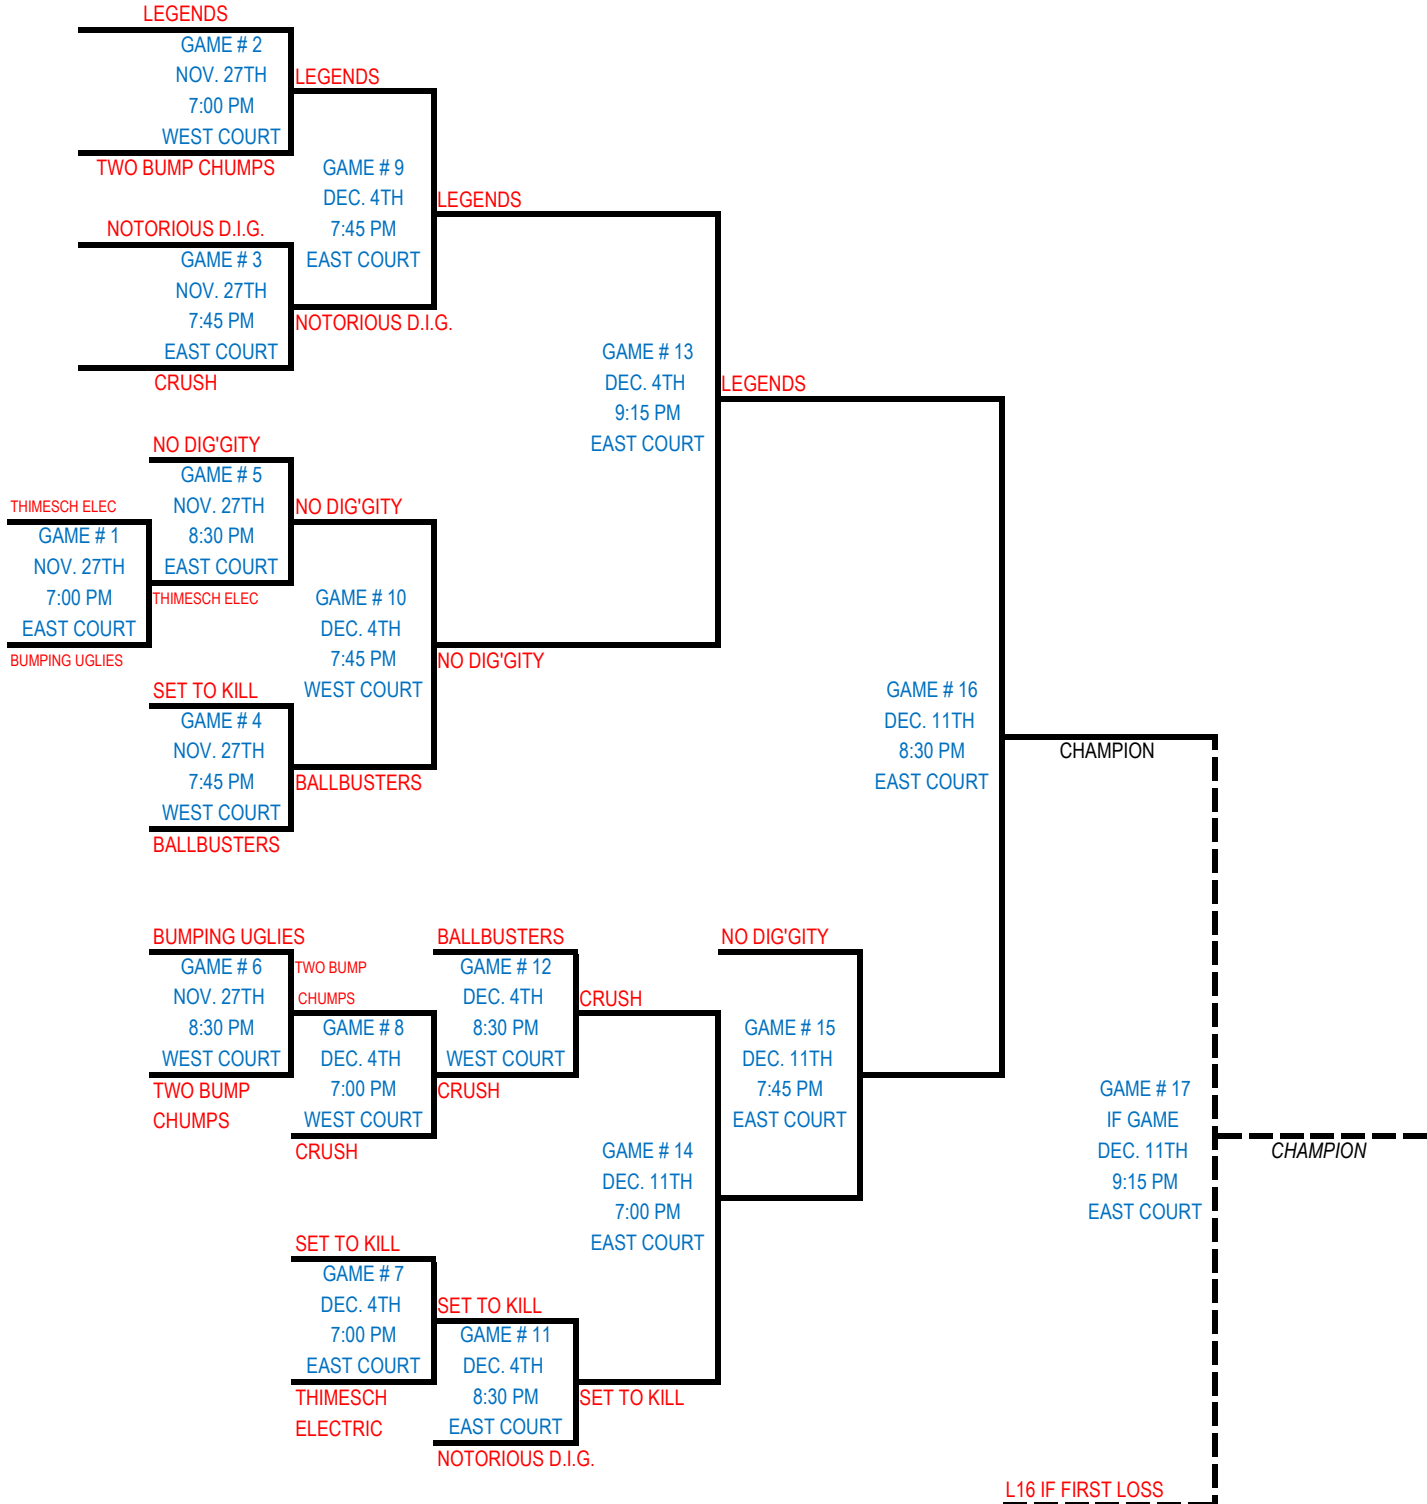 LEGENDS
GAME # 2
NOV. 27TH
7:00 PM
WEST COURT
TWO BUMP CHUMPS
LEGENDS
GAME # 9
DEC. 4TH
7:45 PM
EAST COURT
LEGENDS
NOTORIOUS D.I.G.
GAME # 3
NOV. 27TH
7:45 PM
EAST COURT
CRUSH
NOTORIOUS D.I.G.
GAME # 13
DEC. 4TH
9:15 PM
EAST COURT
LEGENDS
NO DIG'GITY
GAME # 5
NOV. 27TH
8:30 PM
EAST COURT
THIMESCH ELEC
GAME # 1
NOV. 27TH
7:00 PM
EAST COURT
BUMPING UGLIES
THIMESCH ELEC
NO DIG'GITY
GAME # 10
DEC. 4TH
7:45 PM
WEST COURT
NO DIG'GITY
SET TO KILL
GAME # 4
NOV. 27TH
7:45 PM
WEST COURT
BALLBUSTERS
BALLBUSTERS
GAME # 16
DEC. 11TH
8:30 PM
EAST COURT
CHAMPION
BUMPING UGLIES
GAME # 6
NOV. 27TH
8:30 PM
WEST COURT
TWO BUMP
CHUMPS
TWO BUMP
CHUMPS
GAME # 8
DEC. 4TH
7:00 PM
WEST COURT
CRUSH
BALLBUSTERS
GAME # 12
DEC. 4TH
8:30 PM
WEST COURT
CRUSH
CRUSH
NO DIG'GITY
GAME # 15
DEC. 11TH
7:45 PM
EAST COURT
GAME # 14
DEC. 11TH
7:00 PM
EAST COURT
GAME # 17
IF GAME
DEC. 11TH
9:15 PM
EAST COURT
CHAMPION
SET TO KILL
GAME # 7
DEC. 4TH
7:00 PM
EAST COURT
THIMESCH
ELECTRIC
SET TO KILL
GAME # 11
DEC. 4TH
8:30 PM
EAST COURT
NOTORIOUS D.I.G.
SET TO KILL
L16 IF FIRST LOSS